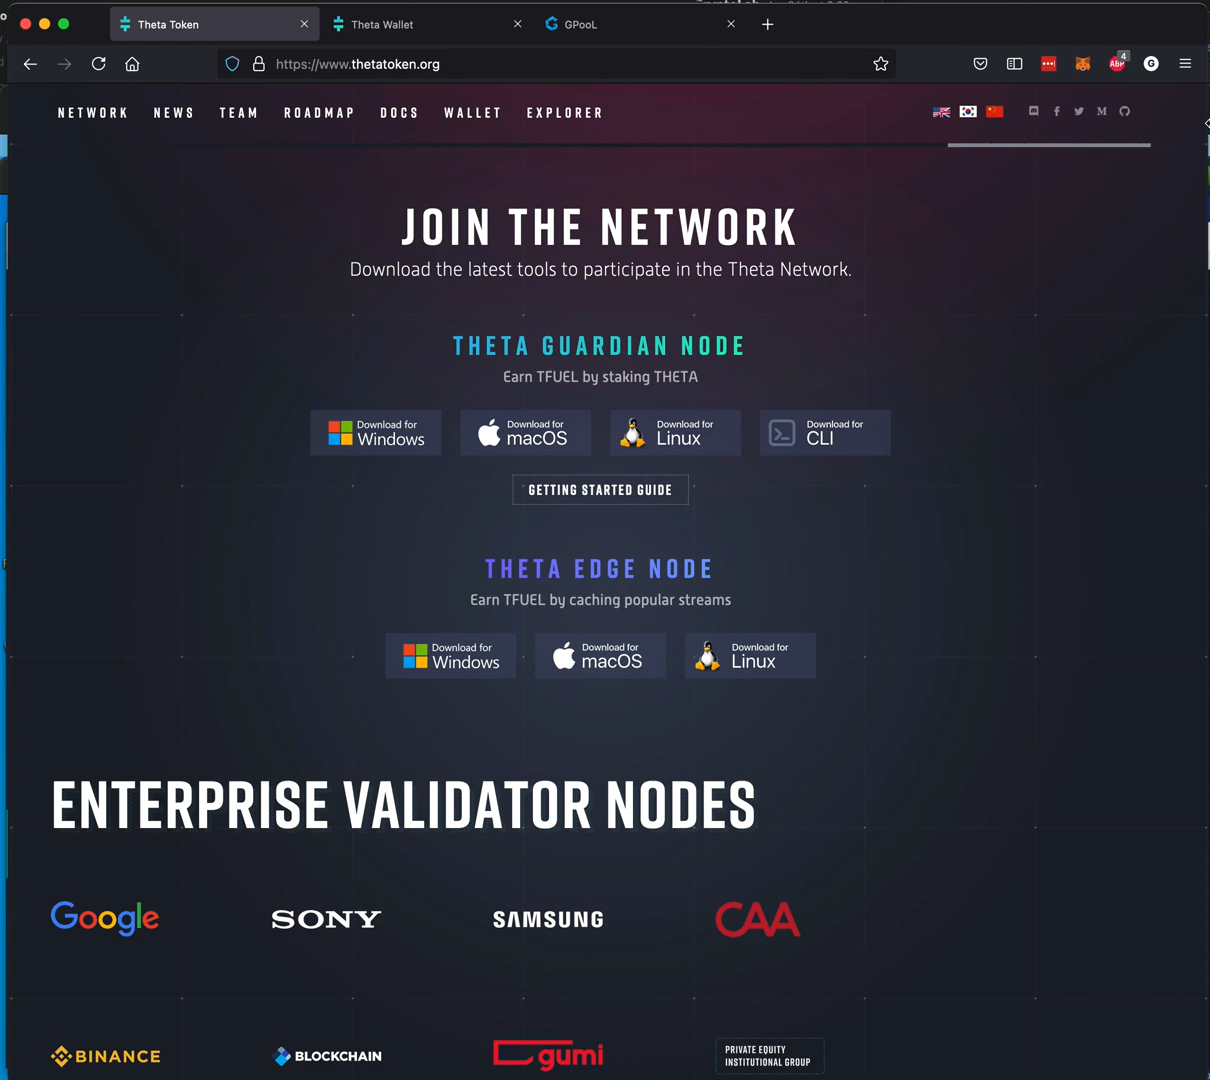 Theta Token
Theta Wallet
GPooL
https://www.thetatoken.org
ABP
4
G
NETWORK NEWS TEAM ROADMAP DOCS WALLET EXPLORER
JOIN THE NETWORK
Download the latest tools to participate in the Theta Network.
THETA GUARDIAN NODE
Earn TFUEL by staking THETA
Download for
Windows
Download for
macOS
Download for
Linux
Download for
CLI
GETTING STARTED GUIDE
THETA EDGE NODE
Earn TFUEL by caching popular streams
Download for
Windows
Download for
macOS
Download for
Linux
ENTERPRISE VALIDATOR NODES
Google
SONY
SAMSUNG
CAA
BINANCE
BLOCKCHAIN
gumi
PRIVATE EQUITY
INSTITUTIONAL GROUP